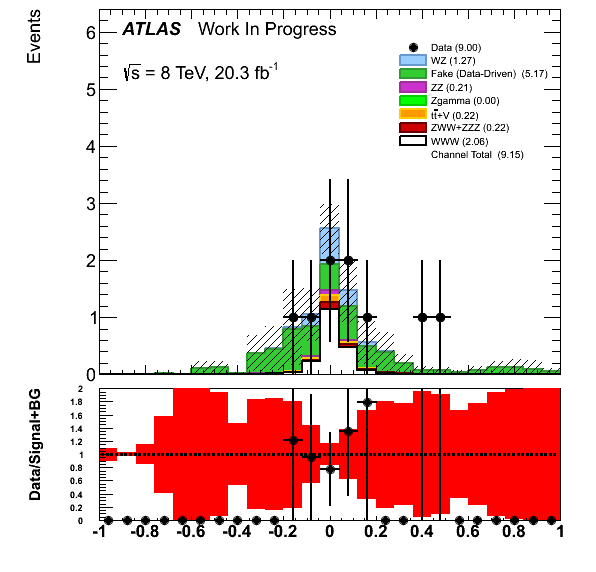 Events
ATLAS Work In Progress
√s = 8 TeV, 20.3 fb-1
Data (9.00)
WZ (1.27)
Fake (Data-Driven) (5.17)
ZZ (0.21)
Zgamma (0.00)
tt̄+V (0.22)
ZWW+ZZZ (0.22)
WWW (2.06)
Channel Total (9.15)
6
5
4
3
2
1
0
Data/Signal+BG
2
1.8
1.6
1.4
1.2
1
0.8
0.6
0.4
0.2
0
-1 -0.8 -0.6 -0.4 -0.2 0 0.2 0.4 0.6 0.8 1